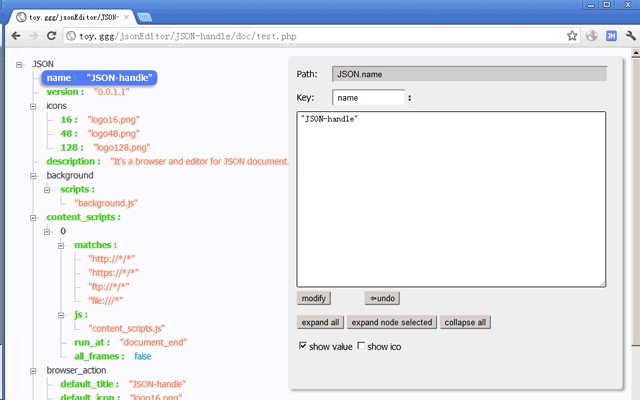 toy.ggg/jsonEditor/JSON-
toy.ggg/jsonEditor/JSON-handle/doc/test.php
JH
JSON
name : "JSON-handle"
version : "0.0.1.1"
icons
16 : "logo16.png"
48 : "logo48.png"
128 : "logo128.png"
description : "It's a browser and editor for JSON document.
background
scripts :
"background.js"
content_scripts :
0
matches :
"http://*/*"
"https://*/*"
"ftp://*/*"
"file:///*"
js :
"content_scripts.js"
run_at : "document_end"
all_frames : false
browser_action
default_title : "JSON-handle"
default_icon : "logo16.png"
Path: JSON.name
Key: name :
"JSON-handle"
modify ⇦undo
expand all expand node selected collapse all
show value show ico